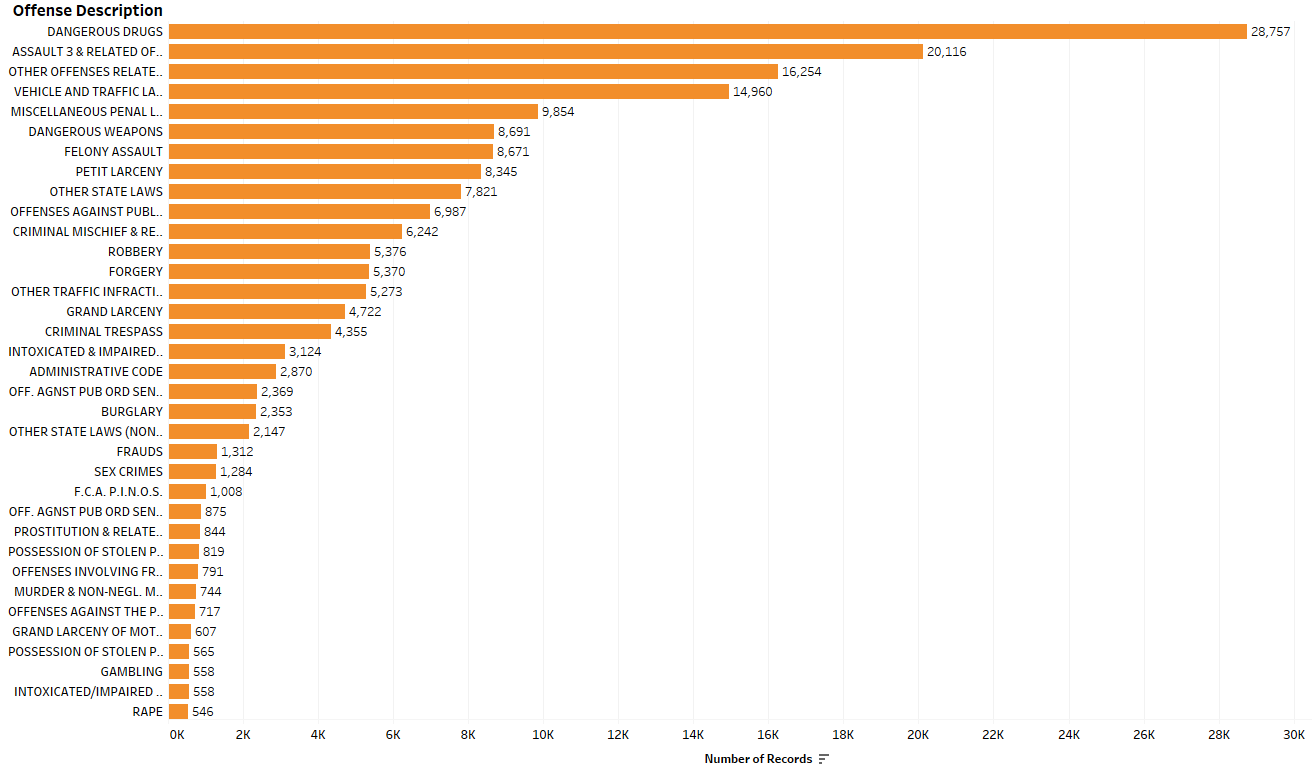 Offense Description
DANGEROUS DRUGS 28,757
ASSAULT 3 & RELATED OF.. 20,116
OTHER OFFENSES RELATE.. 16,254
VEHICLE AND TRAFFIC LA.. 14,960
MISCELLANEOUS PENAL L.. 9,854
DANGEROUS WEAPONS 8,691
FELONY ASSAULT 8,671
PETIT LARCENY 8,345
OTHER STATE LAWS 7,821
OFFENSES AGAINST PUBL.. 6,987
CRIMINAL MISCHIEF & RE.. 6,242
ROBBERY 5,376
FORGERY 5,370
OTHER TRAFFIC INFRACTI.. 5,273
GRAND LARCENY 4,722
CRIMINAL TRESPASS 4,355
INTOXICATED & IMPAIRED.. 3,124
ADMINISTRATIVE CODE 2,870
OFF. AGNST PUB ORD SEN.. 2,369
BURGLARY 2,353
OTHER STATE LAWS (NON.. 2,147
FRAUDS 1,312
SEX CRIMES 1,284
F.C.A. P.I.N.O.S. 1,008
OFF. AGNST PUB ORD SEN.. 875
PROSTITUTION & RELATE.. 844
POSSESSION OF STOLEN P.. 819
OFFENSES INVOLVING FR.. 791
MURDER & NON-NEGL. M.. 744
OFFENSES AGAINST THE P.. 717
GRAND LARCENY OF MOT.. 607
POSSESSION OF STOLEN P.. 565
GAMBLING 558
INTOXICATED/IMPAIRED .. 558
RAPE 546
0K 2K 4K 6K 8K 10K 12K 14K 16K 18K 20K 22K 24K 26K 28K 30K
Number of Records